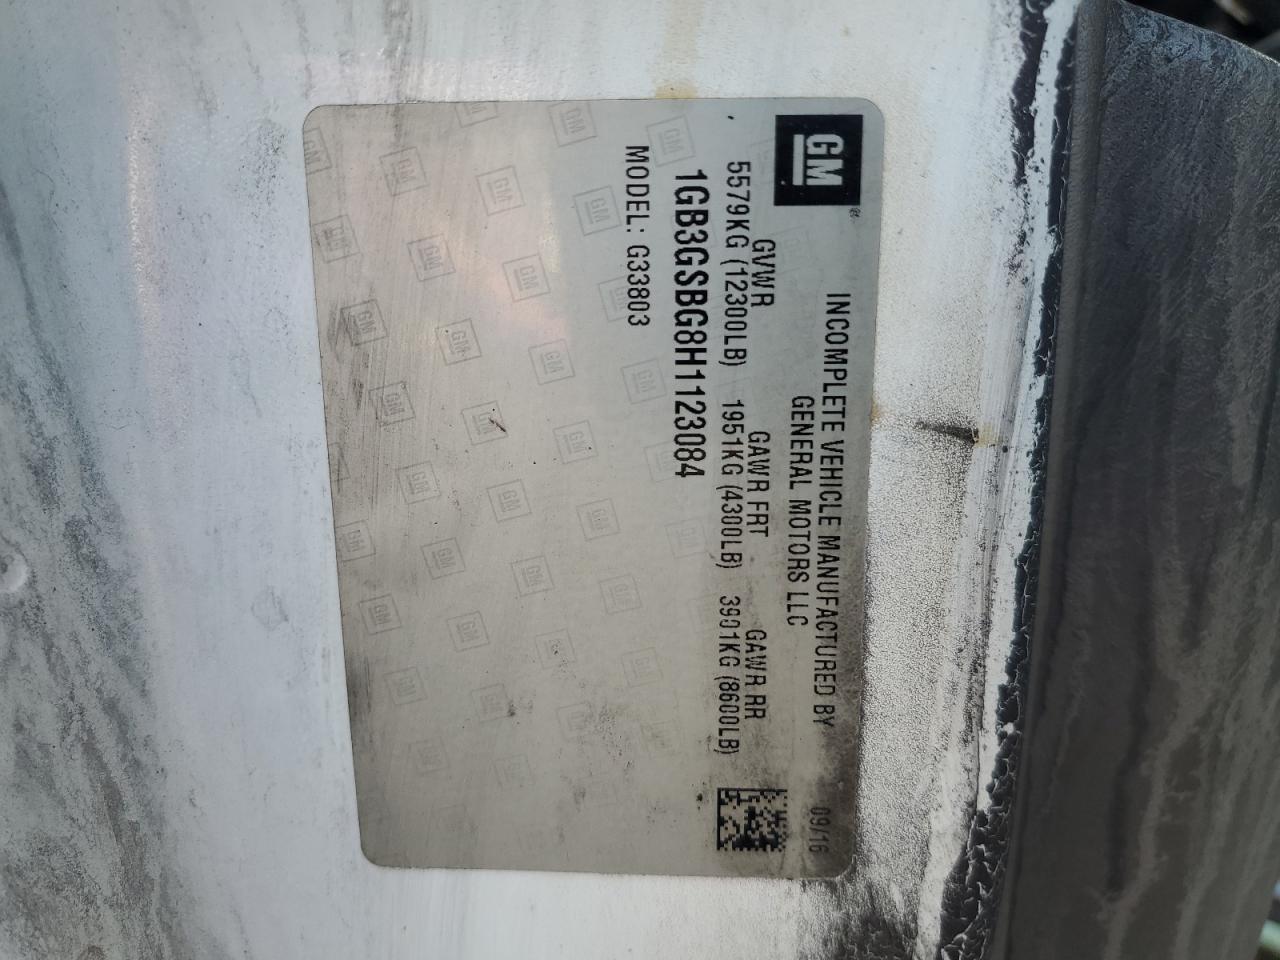 GM
®
INCOMPLETE VEHICLE MANUFACTURED BY
GENERAL MOTORS LLC
09/16
GVWR GAWR FRT GAWR RR
5579KG (12300LB) 1951KG (4300LB) 3901KG (8600LB)
1GB3GSBG8H1123084
MODEL: G33803